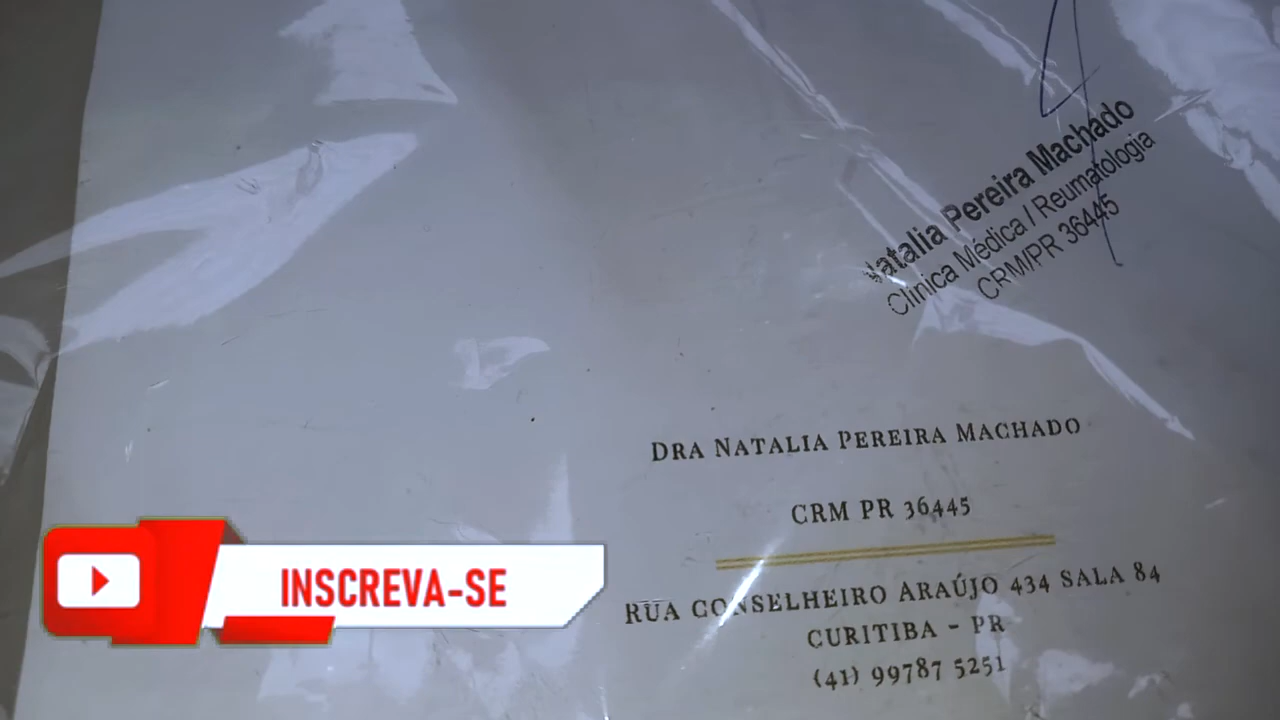 Natalia Pereira Machado
Clínica Médica / Reumatologia
CRM/PR 36445
DRA NATALIA PEREIRA MACHADO
CRM PR 36445
RUA CONSELHEIRO ARAÚJO 434 SALA 84
CURITIBA - PR
(41) 99787 5251
INSCREVA-SE